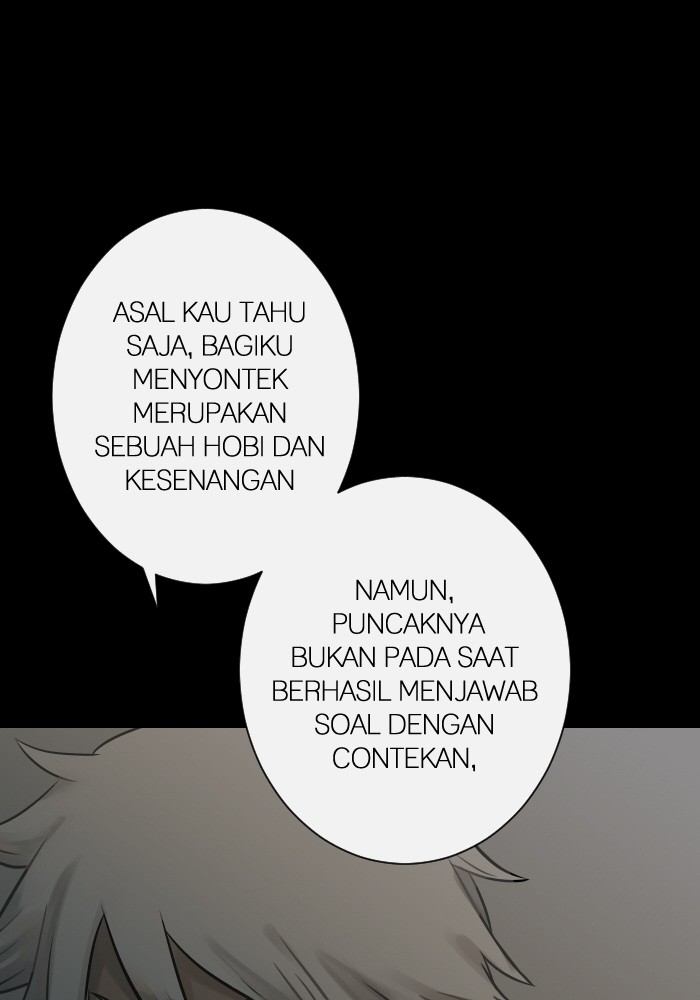 ASAL KAU TAHU
SAJA, BAGIKU
MENYONTEK
MERUPAKAN
SEBUAH HOBI DAN
KESENANGAN
NAMUN,
PUNCAKNYA
BUKAN PADA SAAT
BERHASIL MENJAWAB
SOAL DENGAN
CONTEKAN,